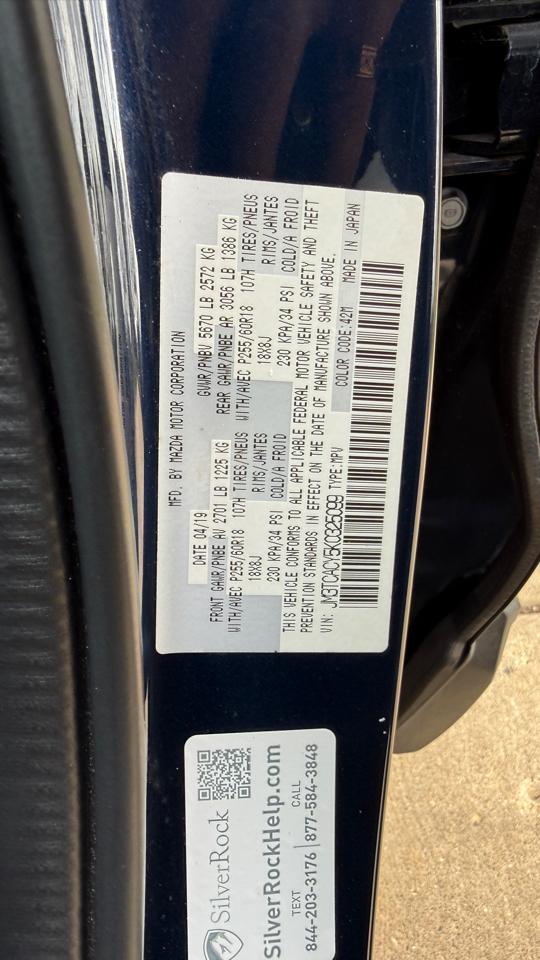 MFD. BY MAZDA MOTOR CORPORATION
DATE 04/19 GVWR/PNBV 5670 LB 2572 KG
FRONT GAWR/PNBE AV 2701 LB 1225 KG REAR GAWR/PNBE AR 3056 LB 1386 KG
WITH/AVEC P255/60R18 107H TIRES/PNEUS WITH/AVEC P255/60R18 107H TIRES/PNEUS
18X8J RIMS/JANTES 18X8J RIMS/JANTES
230 KPA/34 PSI COLD/A FROID 230 KPA/34 PSI COLD/A FROID
THIS VEHICLE CONFORMS TO ALL APPLICABLE FEDERAL MOTOR VEHICLE SAFETY AND THEFT
PREVENTION STANDARDS IN EFFECT ON THE DATE OF MANUFACTURE SHOWN ABOVE.
VIN: JM3TCACY5K0325099 TYPE:MPV COLOR CODE:42M MADE IN JAPAN
SilverRock
SilverRockHelp.com
TEXT CALL
844-203-3176 | 877-584-3848